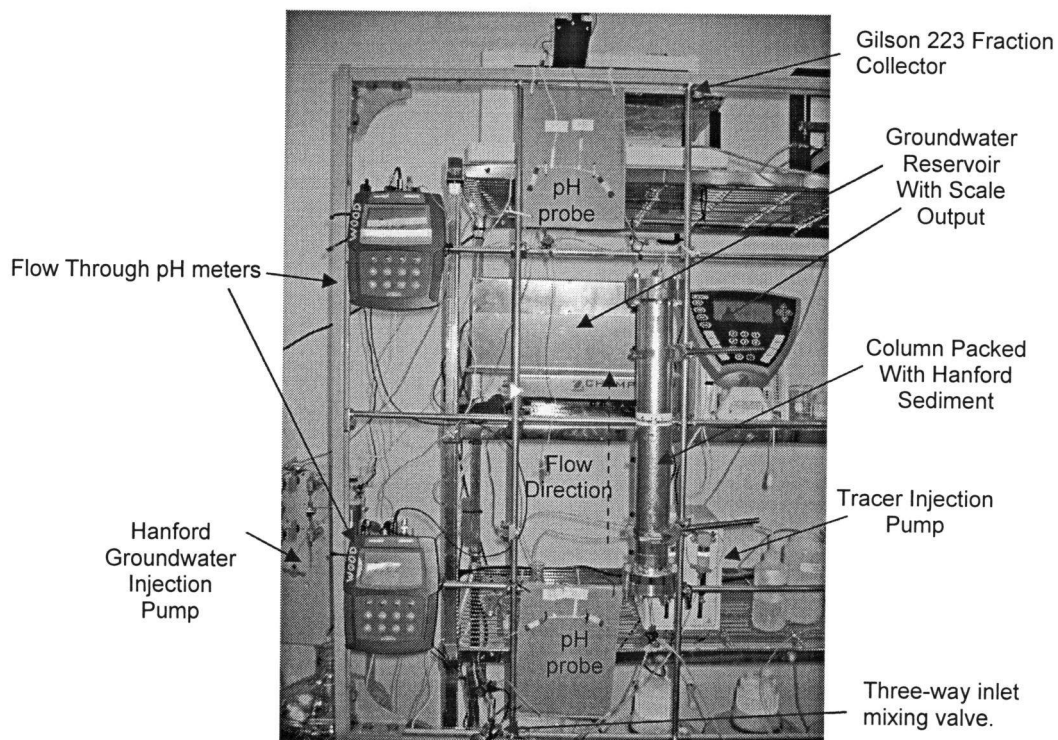 Gilson 223 Fraction
Collector
Groundwater
Reservoir
With Scale
Output
pH
probe
Flow Through pH meters
Column Packed
With Hanford
Sediment
Flow
Direction
Tracer Injection
Pump
Hanford
Groundwater
Injection
Pump
pH
probe
Three-way inlet
mixing valve.